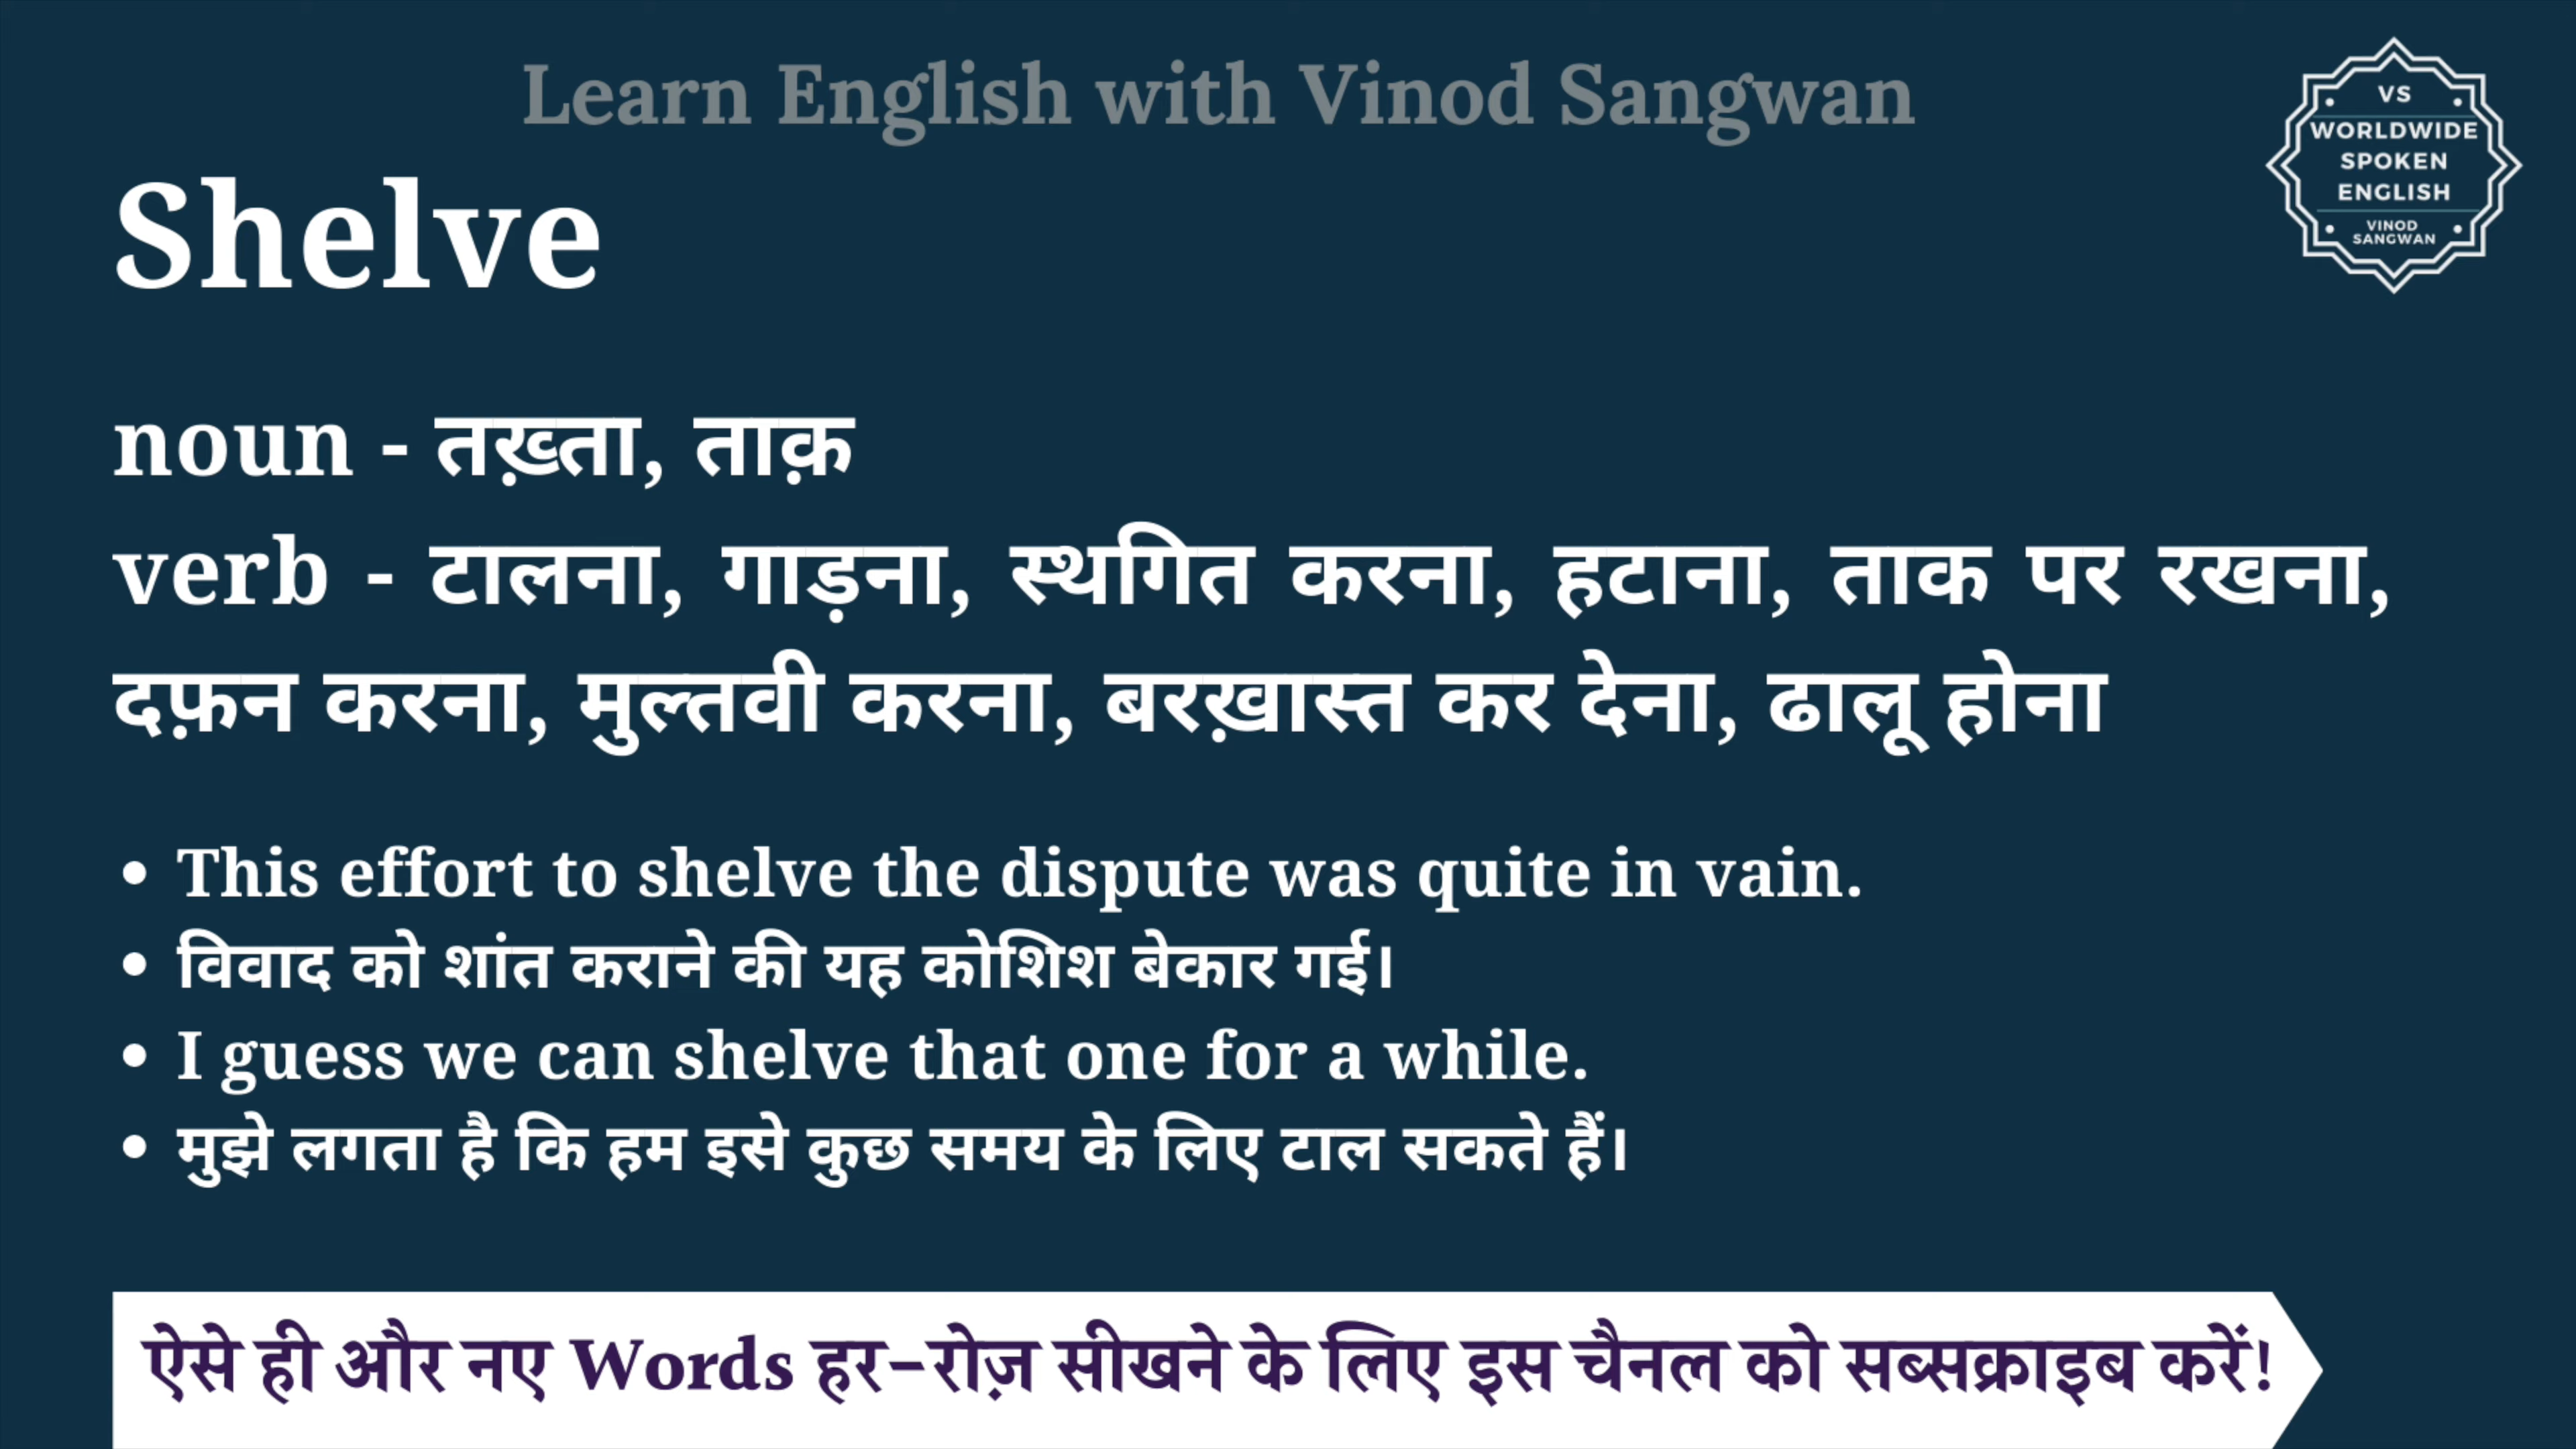 Learn English with Vinod Sangwan
VS
WORLDWIDE
SPOKEN
ENGLISH
VINOD
SANGWAN
Shelve
noun - तख़्ता, ताक़
verb - टालना, गाड़ना, स्थगित करना, हटाना, ताक पर रखना,
दफ़न करना, मुल्तवी करना, बरख़ास्त कर देना, ढालू होना
• This effort to shelve the dispute was quite in vain.
• विवाद को शांत कराने की यह कोशिश बेकार गई।
• I guess we can shelve that one for a while.
• मुझे लगता है कि हम इसे कुछ समय के लिए टाल सकते हैं।
ऐसे ही और नए Words हर-रोज़ सीखने के लिए इस चैनल को सब्सक्राइब करें!